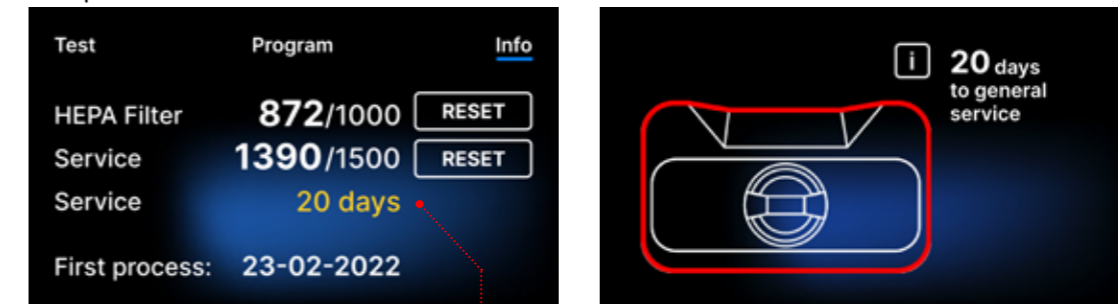 Test Program Info
HEPA Filter 872/1000 RESET
Service 1390/1500 RESET
Service 20 days
First process: 23-02-2022
i 20 days
to general
service